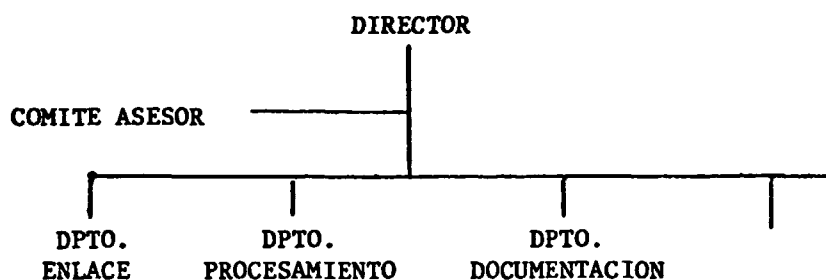 DIRECTOR
COMITE ASESOR
DPTO. DPTO. DPTO.
ENLACE PROCESAMIENTO DOCUMENTACION